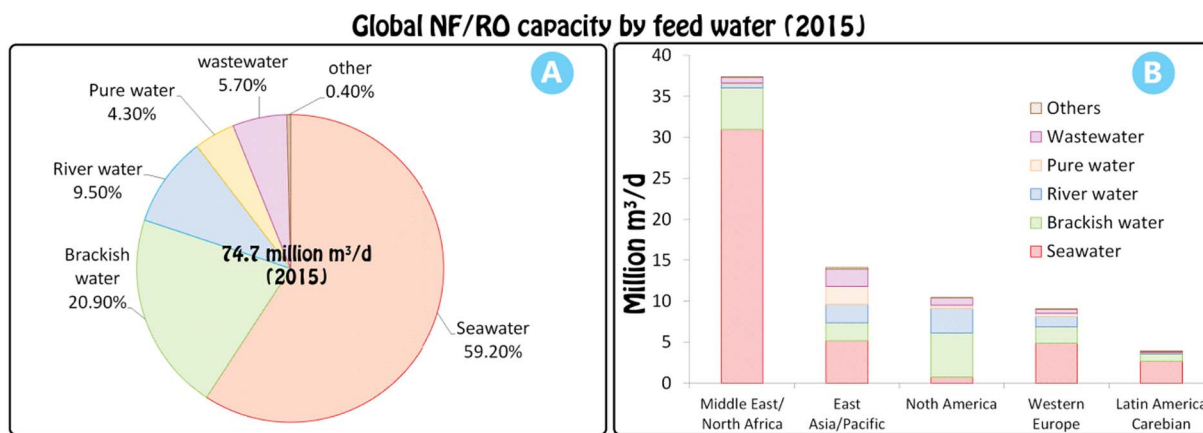 Global NF/RO capacity by feed water (2015)
A
wastewater
5.70%
other
0.40%
Pure water
4.30%
River water
9.50%
Brackish
water
20.90%
74.7 million m³/d
(2015)
Seawater
59.20%
B
Million m³/d
40
35
30
25
20
15
10
5
0
Others
Wastewater
Pure water
River water
Brackish water
Seawater
Middle East/
North Africa
East
Asia/Pacific
Noth America
Western
Europe
Latin America/
Carebian